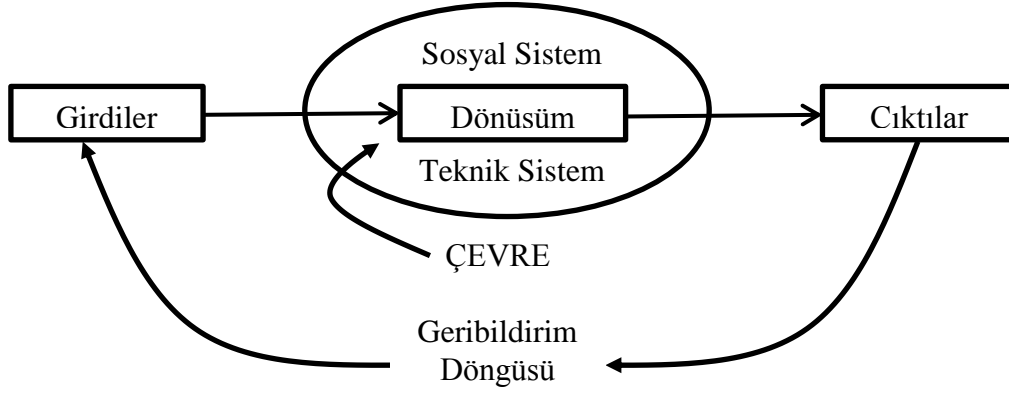 Sosyal Sistem
Girdiler
Dönüsüm
Cıktılar
Teknik Sistem
ÇEVRE
Geribildirim
Döngüsü